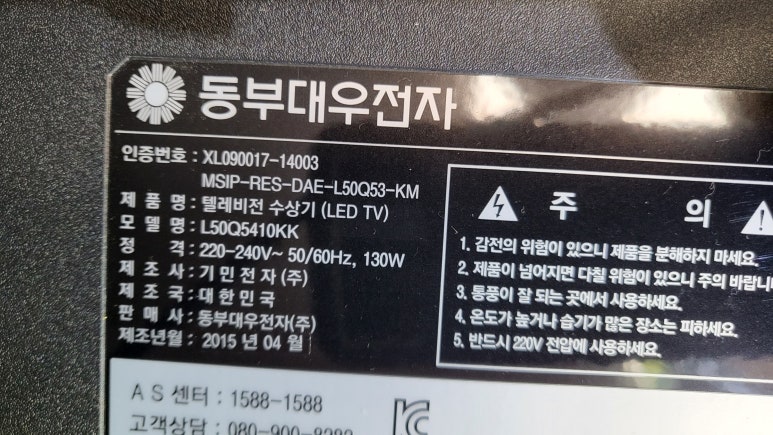 동부대우전자
인증번호 : XL090017-14003
MSIP-RES-DAE-L50Q53-KM
제 품 명 : 텔레비전 수상기 (LED TV)
모 델 명 : L50Q5410KK
정 격 : 220-240V~ 50/60Hz, 130W
제 조 사 : 기민전자 (주)
제 조 국 : 대한민국
판 매 사 : 동부대우전자(주)
제조년월 : 2015 년 04 월
주 의
1. 감전의 위험이 있으니 제품을 분해하지 마세요.
2. 제품이 넘어지면 다칠 위험이 있으니 주의 바랍니다
3. 통풍이 잘 되는 곳에서 사용하세요.
4. 온도가 높거나 습기가 많은 장소는 피하세요.
5. 반드시 220V 전압에 사용하세요.
A S 센터 : 1588-1588
고객상담 : 080-900-8282